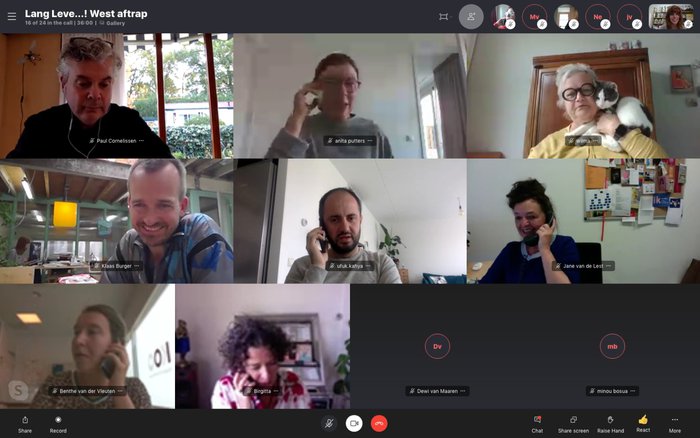 Lang Leve...! West aftrap
16 of 24 in the call | 36:00 | Gallery
Mv
Ne
jv
Paul Cornelissen
anita putters
wilma
Klaas Burger
ufuk.kahya
Jane van de Lest
Dv
mb
S
Benthe van der Vleuten
Birgitta
Dewi van Maaren
minou bosua
Share
Record
Chat
Share screen
Raise Hand
React
More